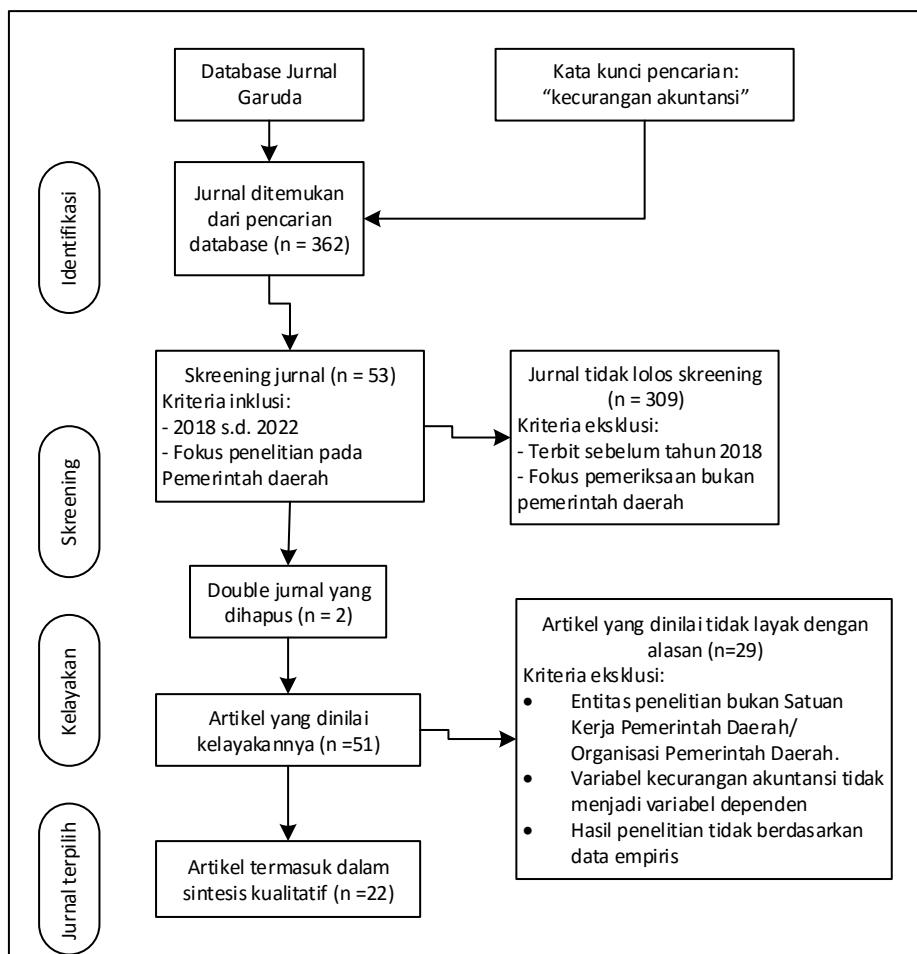 Database Jurnal
Garuda
Kata kunci pencarian:
“kecurangan akuntansi”
Identifikasi
Jurnal ditemukan
dari pencarian
database (n = 362)
Skreening
Skreening jurnal (n = 53)
Kriteria inklusi:
- 2018 s.d. 2022
- Fokus penelitian pada
Pemerintah daerah
Jurnal tidak lolos skreening
(n = 309)
Kriteria eksklusi:
- Terbit sebelum tahun 2018
- Fokus pemeriksaan bukan
pemerintah daerah
Double jurnal yang
dihapus (n = 2)
Kelayakan
Artikel yang dinilai
kelayakannya (n =51)
Artikel yang dinilai tidak layak dengan
alasan (n=29)
Kriteria eksklusi:
• Entitas penelitian bukan Satuan
Kerja Pemerintah Daerah/
Organisasi Pemerintah Daerah.
• Variabel kecurangan akuntansi tidak
menjadi variabel dependen
• Hasil penelitian tidak berdasarkan
data empiris
Jurnal terpilih
Artikel termasuk dalam
sintesis kualitatif (n =22)